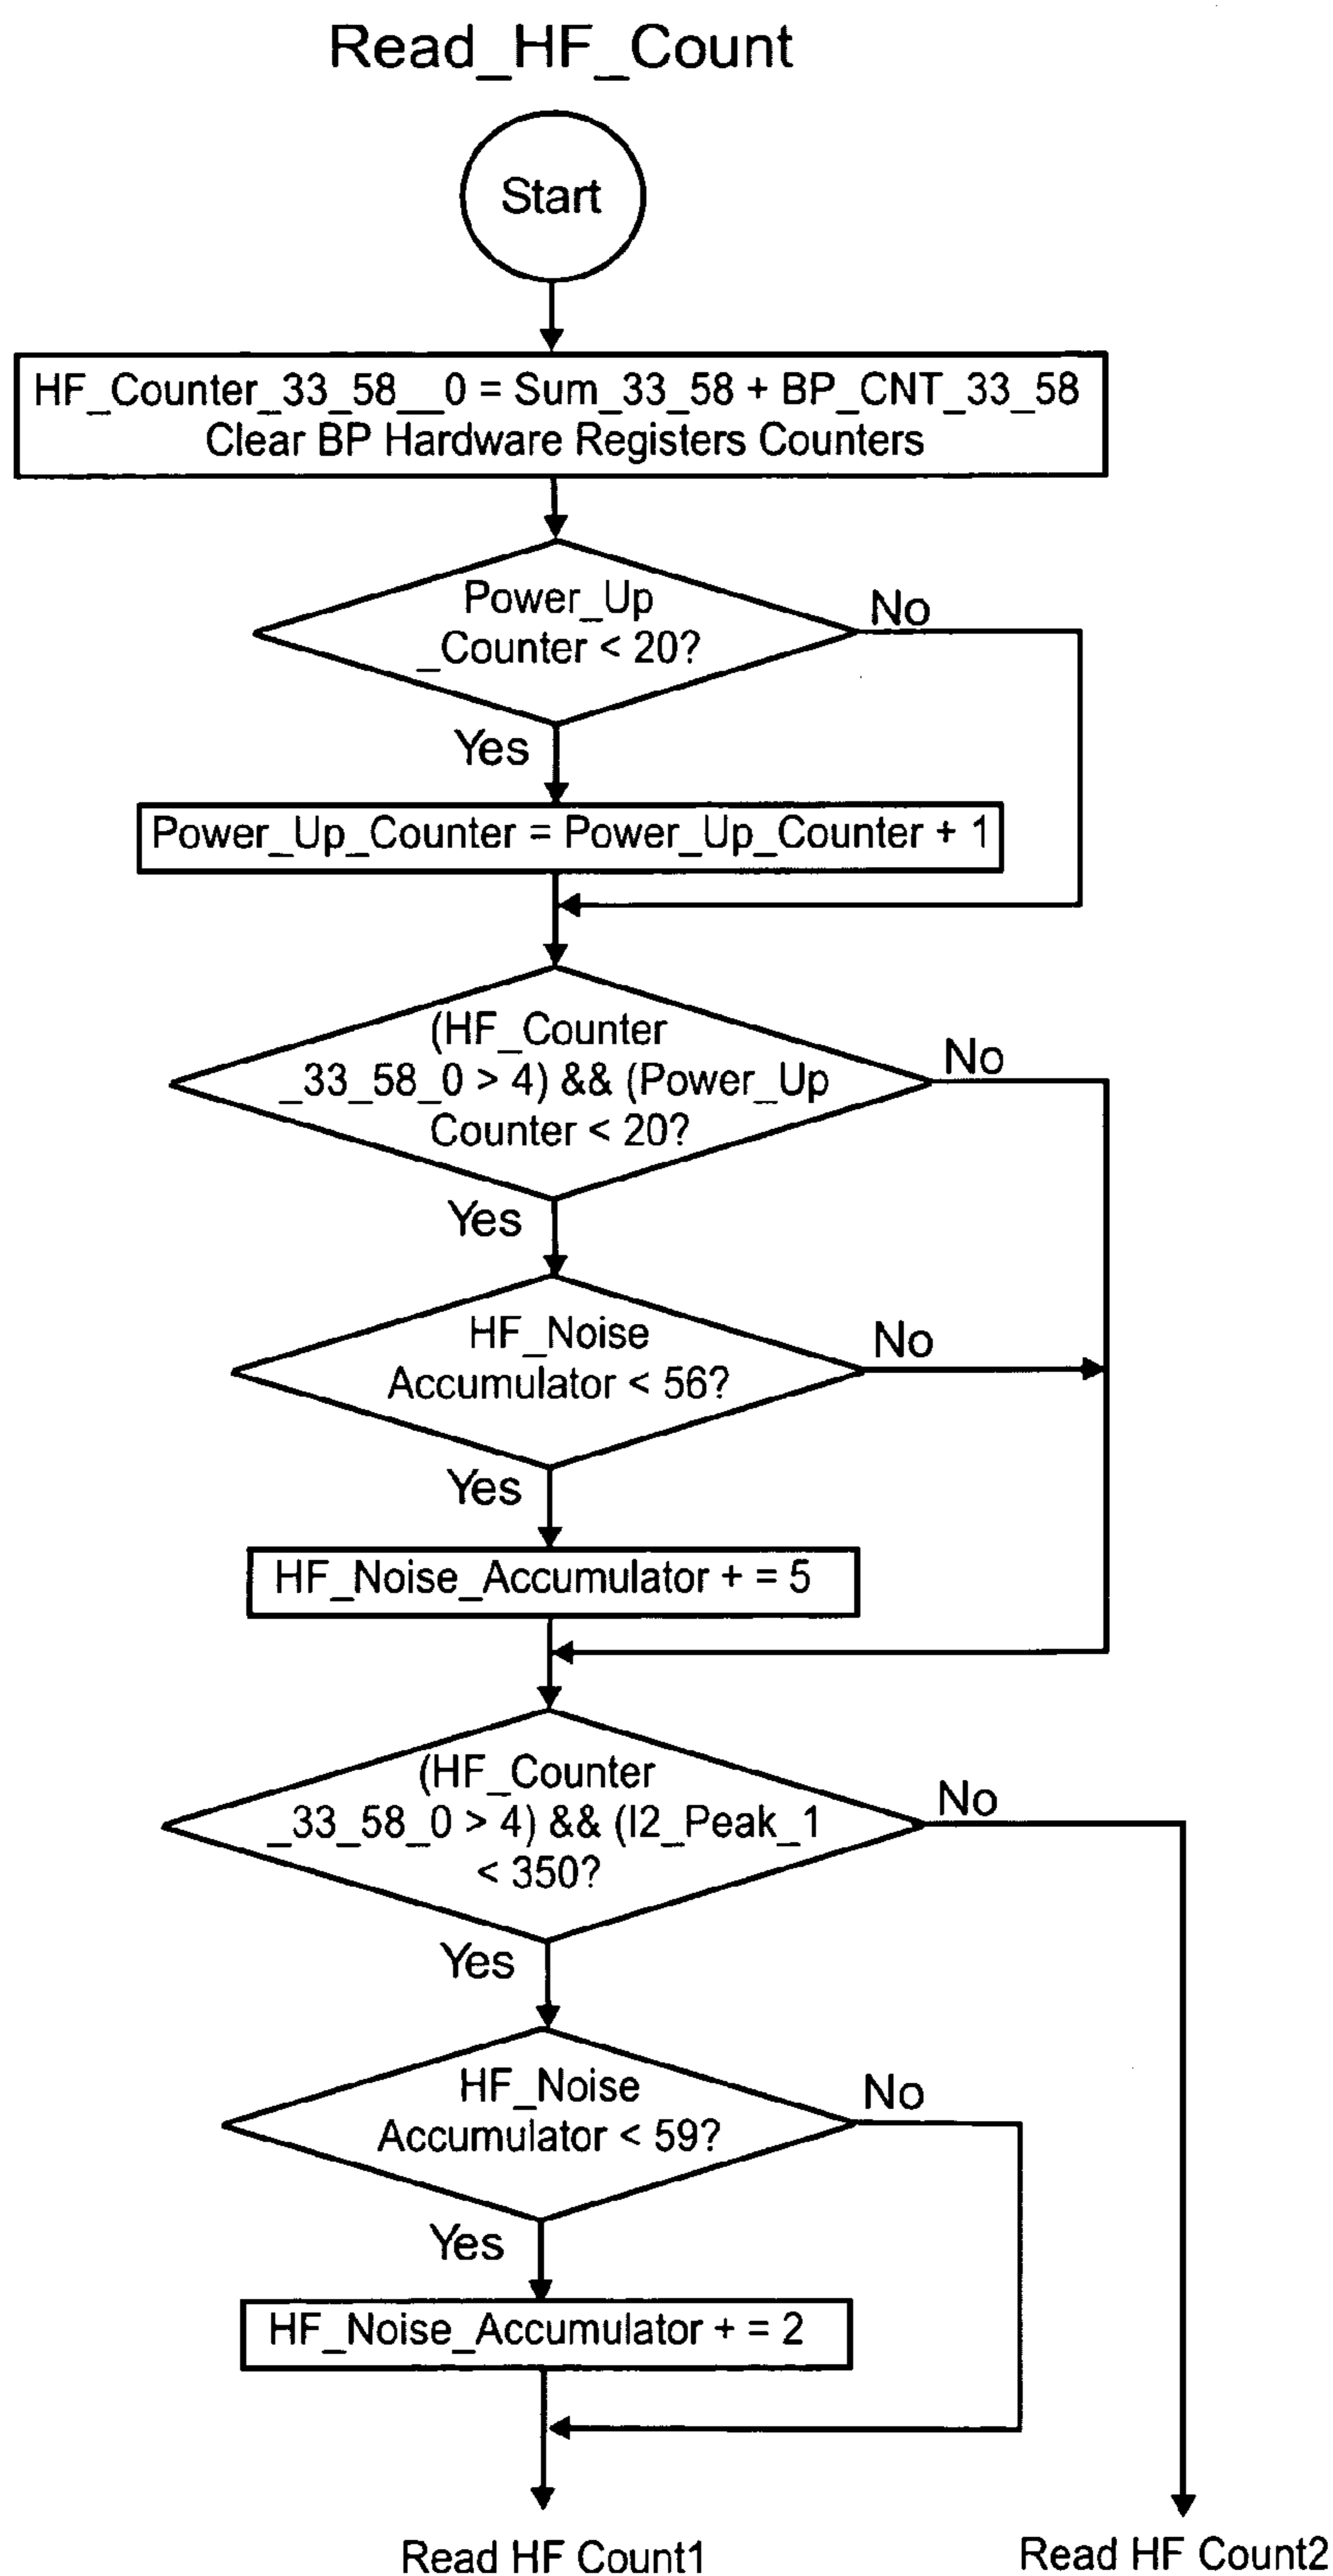 Read_HF_Count
Start
HF_Counter_33_58__0 = Sum_33_58 + BP_CNT_33_58
Clear BP Hardware Registers Counters
Power_Up
_Counter < 20?
No
Yes
Power_Up_Counter = Power_Up_Counter + 1
(HF_Counter
_33_58_0 > 4) && (Power_Up
Counter < 20?
No
Yes
HF_Noise
Accumulator < 56?
No
Yes
HF_Noise_Accumulator + = 5
(HF_Counter
_33_58_0 > 4) && (I2_Peak_1
< 350?
No
Yes
HF_Noise
Accumulator < 59?
No
Yes
HF_Noise_Accumulator + = 2
Read HF Count1
Read HF Count2